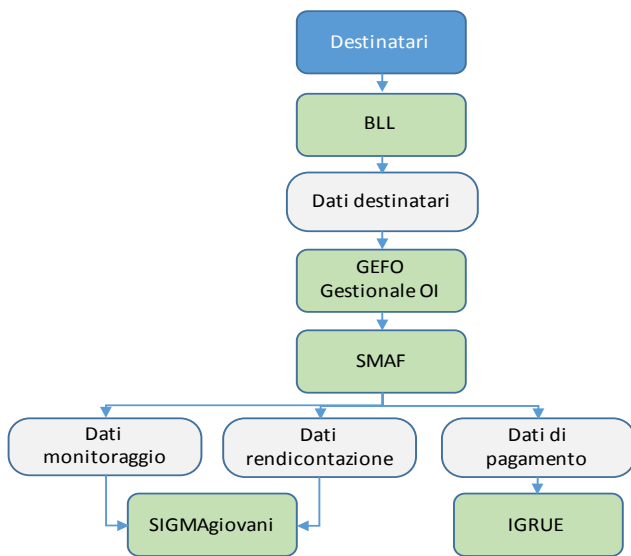 Destinatari
BLL
Dati destinatari
GEFO
Gestionale OI
SMAF
Dati
monitoraggio
Dati
rendicontazione
Dati di
pagamento
SIGMAgiovani
IGRUE